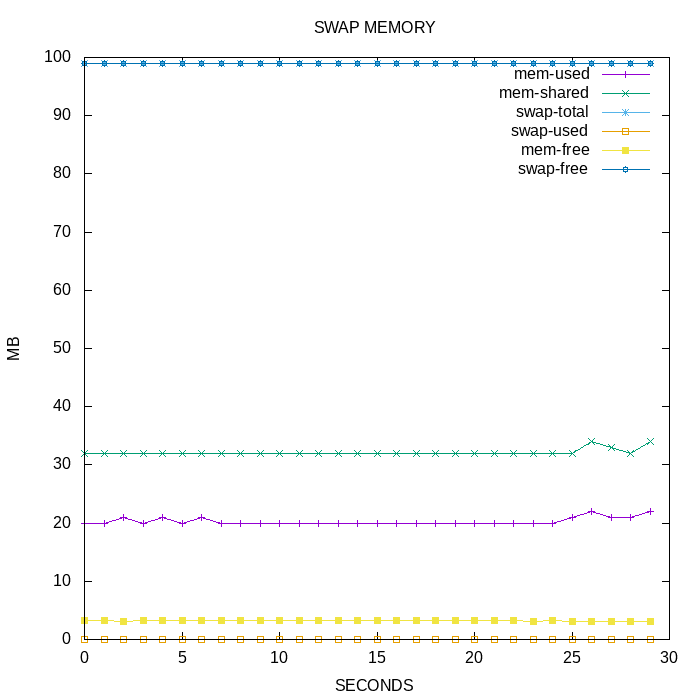 SWAP MEMORY
100
90
80
70
60
50
40
30
20
10
0
MB
mem-used
mem-shared
swap-total
swap-used
mem-free
swap-free
0 5 10 15 20 25 30
SECONDS